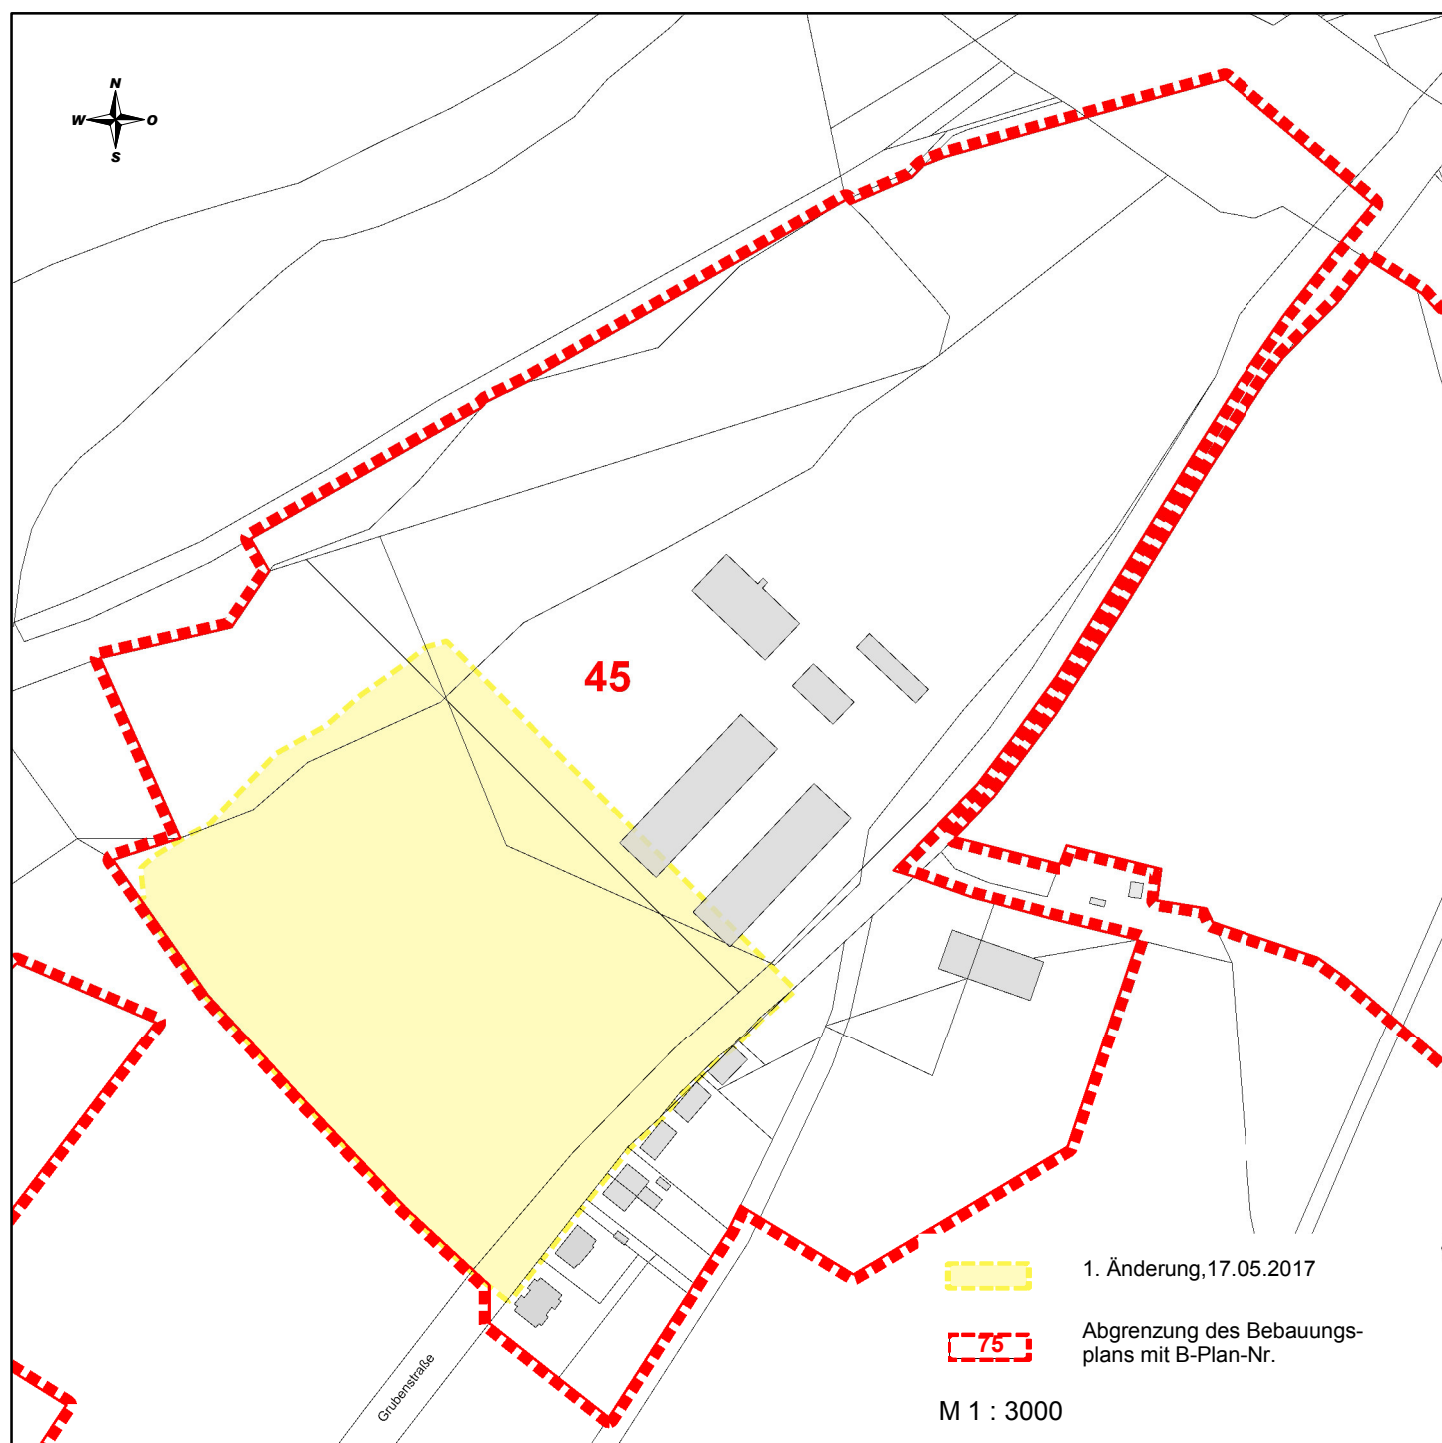 N
W O
S
45
1. Änderung,17.05.2017
75
Abgrenzung des Bebauungs-
plans mit B-Plan-Nr.
Grubenstraße
M 1 : 3000